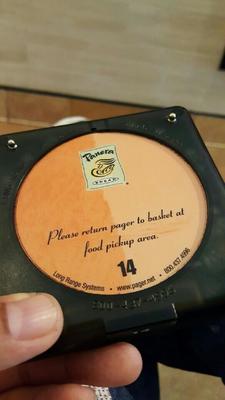 Panera
BREAD
Please return pager to basket at
food pickup area.
14
Long Range Systems • www.pager.net • 800.437.4996